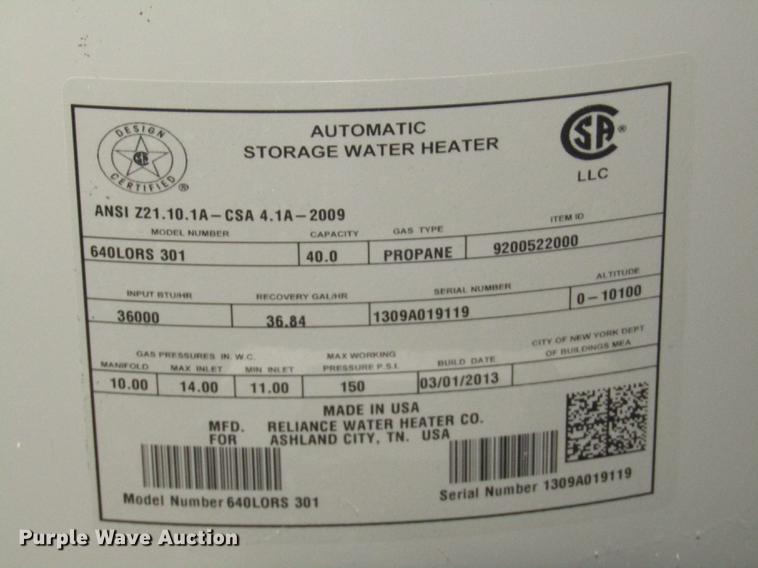 DESIGN
CERTIFIED
AUTOMATIC
STORAGE WATER HEATER
SA
LLC
ANSI Z21.10.1A-CSA 4.1A-2009
MODEL NUMBER CAPACITY GAS TYPE ITEM ID
640LORS 301 40.0 PROPANE 9200522000
INPUT BTU/HR RECOVERY GAL/HR SERIAL NUMBER ALTITUDE
36000 36.84 1309A019119 0-10100
GAS PRESSURES IN. W.C. MAX WORKING PRESSURE P.S.I. BUILD DATE CITY OF NEW YORK DEPT OF BUILDINGS MEA
MANIFOLD MAX INLET MIN INLET
10.00 14.00 11.00 150 03/01/2013
MADE IN USA
MFD. FOR RELIANCE WATER HEATER CO.
ASHLAND CITY, TN. USA
Model Number 640LORS 301 Serial Number 1309A019119
Purple Wave Auction